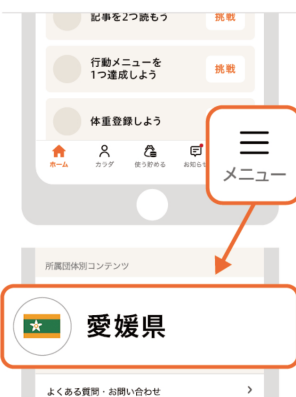 記事を2つ読もう
挑戦
行動メニューを
1つ達成しよう
挑戦
体重登録しよう
ホーム
カラダ
使う貯める
お知らせ
メニュー
所属団体別コンテンツ
愛媛県
よくある質問・お問い合わせ